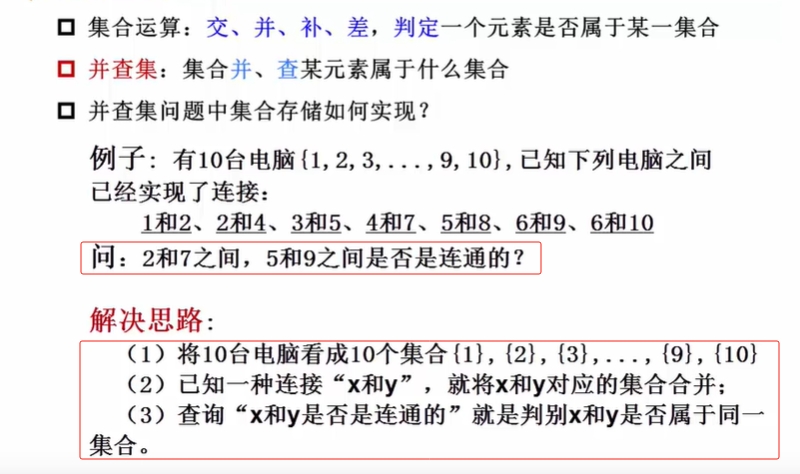 集合运算：交、并、补、差，判定一个元素是否属于某一集合
并查集：集合并、查某元素属于什么集合
并查集问题中集合存储如何实现？
例子：有10台电脑{1,2,3,...,9,10},已知下列电脑之间
已经实现了连接：
1和2、2和4、3和5、4和7、5和8、6和9、6和10
问：2和7之间，5和9之间是否是连通的？
解决思路：
（1）将10台电脑看成10个集合{1},{2},{3},...,{9},{10}
（2）已知一种连接“x和y”，就将x和y对应的集合合并；
（3）查询“x和y是否是连通的”就是判别x和y是否属于同一
集合。